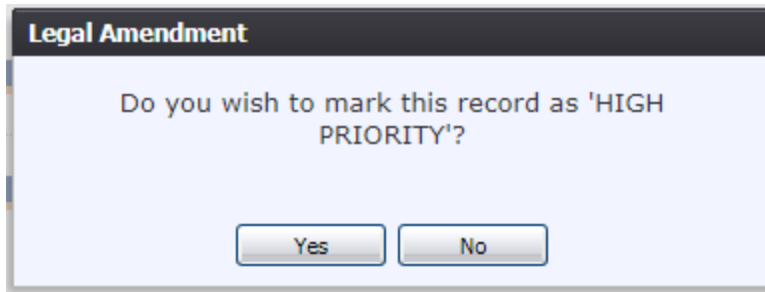 Legal Amendment
Do you wish to mark this record as 'HIGH
PRIORITY'?
Yes No